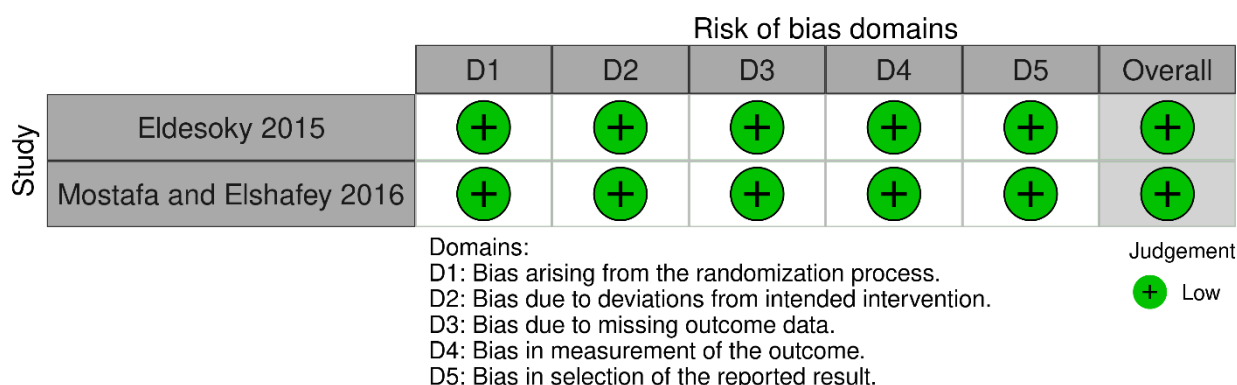 Risk of bias domains
D1 D2 D3 D4 D5 Overall
Study
Eldesoky 2015 + + + + + +
Mostafa and Elshafey 2016 + + + + + +
Domains:
D1: Bias arising from the randomization process.
D2: Bias due to deviations from intended intervention.
D3: Bias due to missing outcome data.
D4: Bias in measurement of the outcome.
D5: Bias in selection of the reported result.
Judgement
+ Low